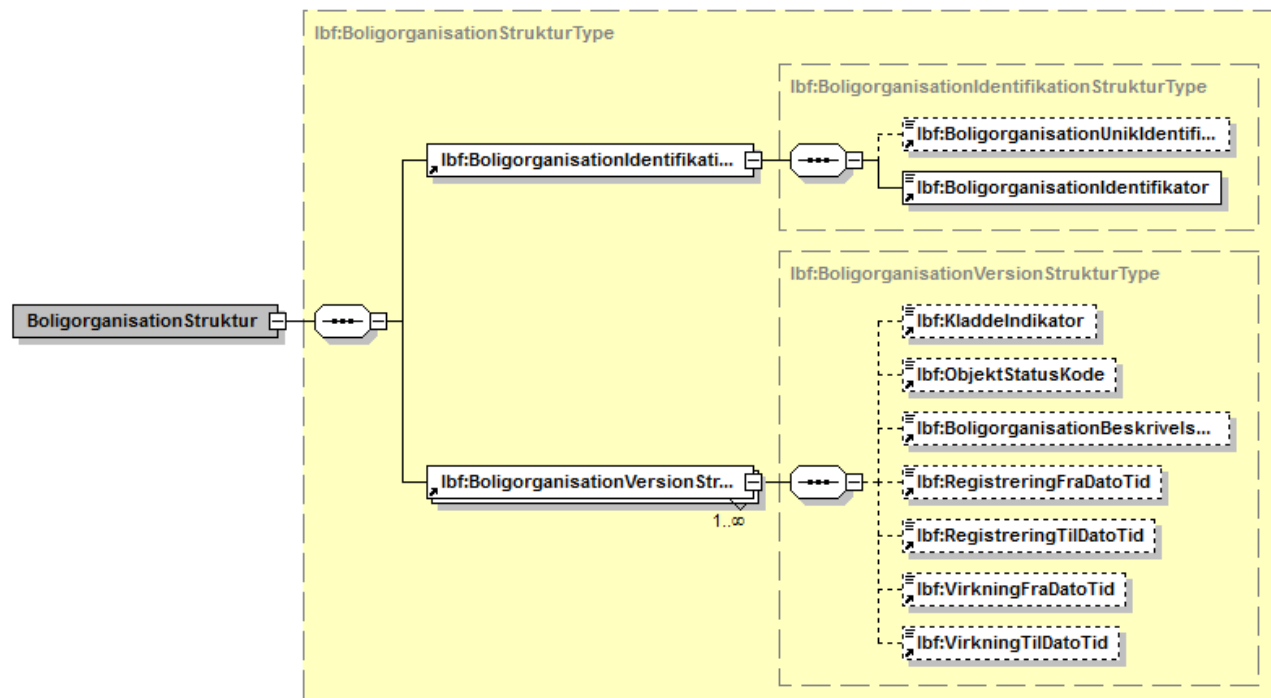 lbf:BoligorganisationStrukturType
lbf:BoligorganisationIdentifikationStrukturType
lbf:BoligorganisationUnikIdentifi...
lbf:BoligorganisationIdentifikati...
lbf:BoligorganisationIdentifikator
lbf:BoligorganisationVersionStrukturType
BoligorganisationStruktur
lbf:KladdeIndikator
lbf:ObjektStatusKode
lbf:BoligorganisationBeskrivels...
lbf:BoligorganisationVersionStr...
1..∞
lbf:RegistreringFraDatoTid
lbf:RegistreringTilDatoTid
lbf:VirkningFraDatoTid
lbf:VirkningTilDatoTid